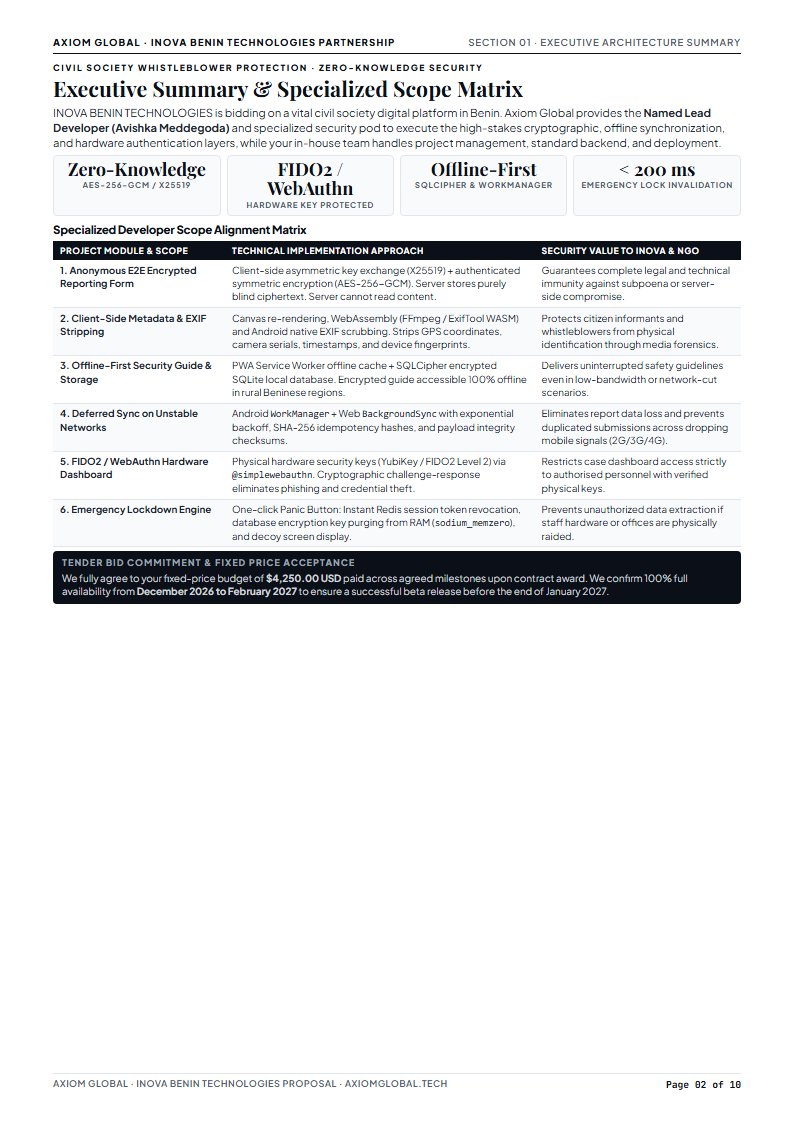 AXIOM GLOBAL · INOVA BENIN TECHNOLOGIES PARTNERSHIP
SECTION 01 · EXECUTIVE ARCHITECTURE SUMMARY
CIVIL SOCIETY WHISTLEBLOWER PROTECTION · ZERO-KNOWLEDGE SECURITY
Executive Summary & Specialized Scope Matrix
INOVA BENIN TECHNOLOGIES is bidding on a vital civil society digital platform in Benin. Axiom Global provides the Named Lead
Developer (Avishka Meddegoda) and specialized security pod to execute the high-stakes cryptographic, offline synchronization,
and hardware authentication layers, while your in-house team handles project management, standard backend, and deployment.
Zero-Knowledge
AES-256-GCM / X25519
FIDO2 /
WebAuthn
HARDWARE KEY PROTECTED
Offline-First
SQLCIPHER & WORKMANAGER
< 200 ms
EMERGENCY LOCK INVALIDATION
Specialized Developer Scope Alignment Matrix
PROJECT MODULE & SCOPE
TECHNICAL IMPLEMENTATION APPROACH
SECURITY VALUE TO INOVA & NGO
1. Anonymous E2E Encrypted
Reporting Form
Client-side asymmetric key exchange (X25519) + authenticated
symmetric encryption (AES-256-GCM). Server stores purely
blind ciphertext. Server cannot read content.
Guarantees complete legal and technical
immunity against subpoena or server-
side compromise.
2. Client-Side Metadata & EXIF
Stripping
Canvas re-rendering, WebAssembly (FFmpeg / ExifTool WASM)
and Android native EXIF scrubbing. Strips GPS coordinates,
camera serials, timestamps, and device fingerprints.
Protects citizen informants and
whistleblowers from physical
identification through media forensics.
3. Offline-First Security Guide &
Storage
PWA Service Worker offline cache + SQLCipher encrypted
SQLite local database. Encrypted guide accessible 100% offline
in rural Beninese regions.
Delivers uninterrupted safety guidelines
even in low-bandwidth or network-cut
scenarios.
4. Deferred Sync on Unstable
Networks
Android WorkManager + Web BackgroundSync with exponential
backoff, SHA-256 idempotency hashes, and payload integrity
checksums.
Eliminates report data loss and prevents
duplicated submissions across dropping
mobile signals (2G/3G/4G).
5. FIDO2 / WebAuthn Hardware
Dashboard
Physical hardware security keys (YubiKey / FIDO2 Level 2) via
@simplewebauthn. Cryptographic challenge-response
eliminates phishing and credential theft.
Restricts case dashboard access strictly
to authorised personnel with verified
physical keys.
6. Emergency Lockdown Engine
One-click Panic Button: Instant Redis session token revocation,
database encryption key purging from RAM (sodium_memzero),
and decoy screen display.
Prevents unauthorized data extraction if
staff hardware or offices are physically
raided.
TENDER BID COMMITMENT & FIXED PRICE ACCEPTANCE
We fully agree to your fixed-price budget of $4,250.00 USD paid across agreed milestones upon contract award. We confirm 100% full
availability from December 2026 to February 2027 to ensure a successful beta release before the end of January 2027.
AXIOM GLOBAL · INOVA BENIN TECHNOLOGIES PROPOSAL · AXIOMGLOBAL.TECH
Page 02 of 10